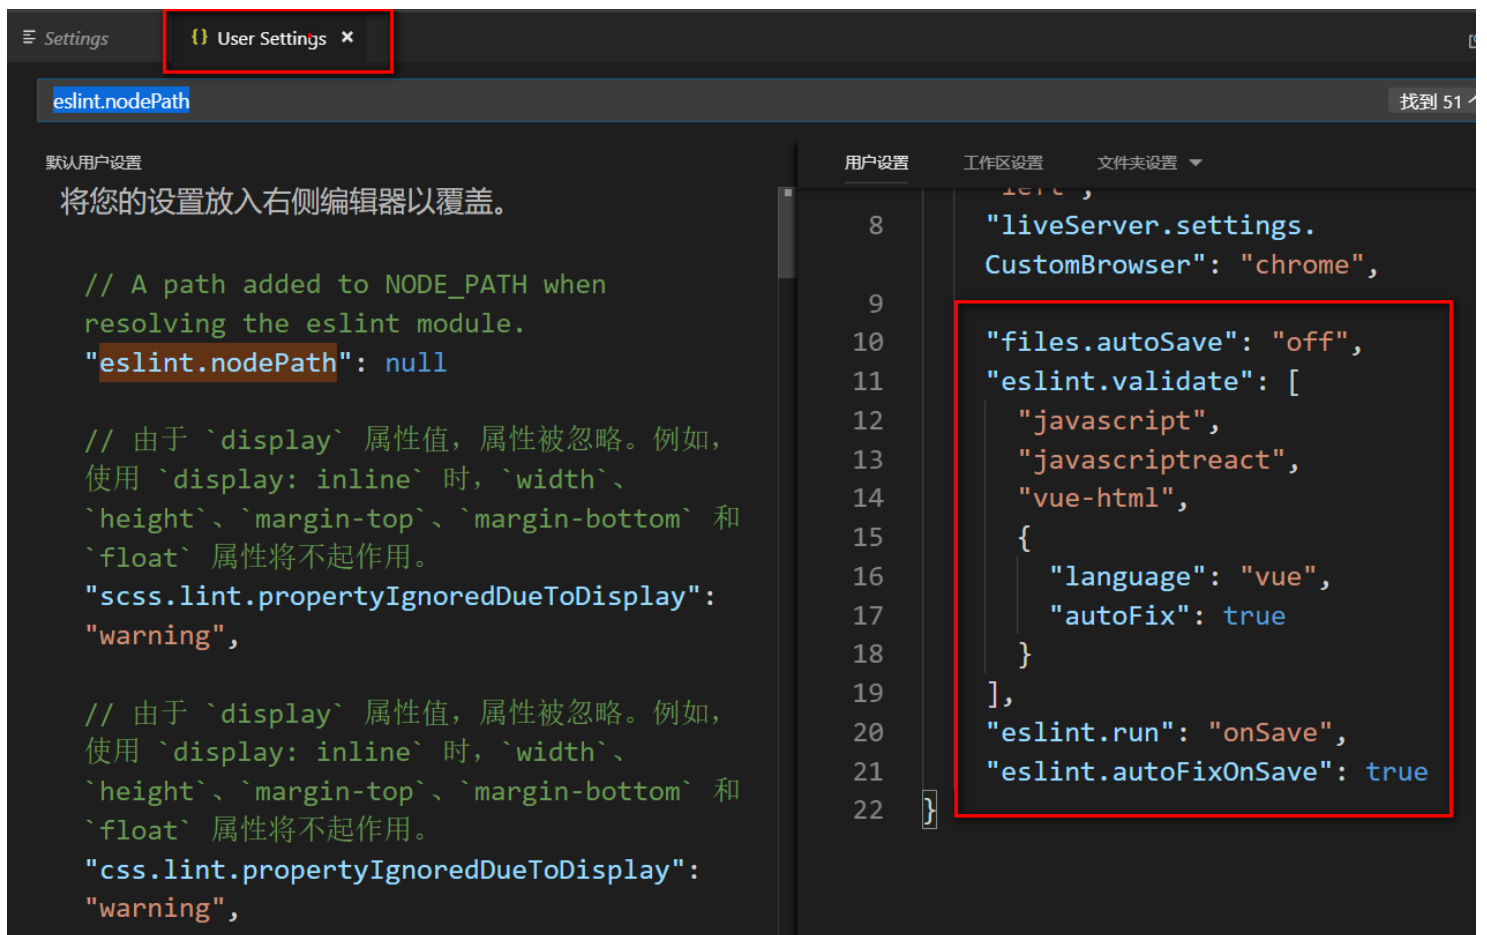 Settings
{} User Settings ×
eslint.nodePath
找到 51 个
默认用户设置
将您的设置放入右侧编辑器以覆盖。
// A path added to NODE_PATH when
resolving the eslint module.
"eslint.nodePath": null
// 由于 `display` 属性值，属性被忽略。例如，
使用 `display: inline` 时，`width`、
`height`、`margin-top`、`margin-bottom` 和
`float` 属性将不起作用。
"scss.lint.propertyIgnoredDueToDisplay":
"warning",
// 由于 `display` 属性值，属性被忽略。例如，
使用 `display: inline` 时，`width`、
`height`、`margin-top`、`margin-bottom` 和
`float` 属性将不起作用。
"css.lint.propertyIgnoredDueToDisplay":
"warning",
用户设置 工作区设置 文件夹设置
left",
8 "liveServer.settings.
CustomBrowser": "chrome",
9
10 "files.autoSave": "off",
11 "eslint.validate": [
12 "javascript",
13 "javascriptreact",
14 "vue-html",
15 {
16 "language": "vue",
17 "autoFix": true
18 }
19 ],
20 "eslint.run": "onSave",
21 "eslint.autoFixOnSave": true
22 }